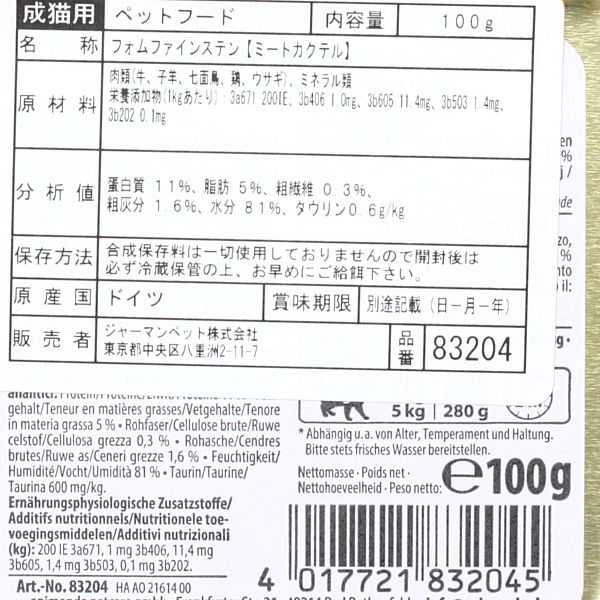 成猫用 ペットフード 内容量 100g
名称 フォムファインステン【ミートカクテル】
原材料 肉類(牛、子羊、七面鳥、鶏、ウサギ)、ミネラル類
栄養添加物(1kgあたり):3a671 200IE、3b406 1.0mg、3b605 11.4mg、3b503 1.4mg、
3b202 0.1mg
分析値 蛋白質 11%、脂肪 5%、粗繊維 0.3%、
粗灰分 1.6%、水分 81%、タウリン0.6g/kg
保存方法 合成保存料は一切使用しておりませんので開封後は
必ず冷蔵保管の上、お早めにご給餌下さい。
原産国 ドイツ 賞味期限 別途記載（日-月-年）
販売者 ジャーマンペット株式会社
東京都中央区八重洲2-11-7
品番 83204
gehalt/Teneur en matières grasses/Vetgehalte/Tenore
in materia grassa 5 % • Rohfaser/Cellulose brute/Ruwe
celstof/Cellulosa grezza 0,3 % • Rohasche/Cendres
brutes/Ruwe as/Ceneri grezze 1,6 % • Feuchtigkeit/
Humidité/Vocht/Umidità 81 % • Taurin/Taurine/
Taurina 600 mg/kg.
Ernährungsphysiologische Zusatzstoffe/
Additifs nutritionnels/Nutritionele toe-
voegingsmiddelen/Additivi nutrizionali
(kg): 200 IE 3a671, 1 mg 3b406, 11,4 mg
3b605, 1,4 mg 3b503, 0,1 mg 3b202.
Art.-No. 83204 HA AO 21614 00
5 kg 280 g
* Abhängig u.a. von Alter, Temperament und Haltung.
Bitte stets frisches Wasser bereitstellen.
Nettomasse · Poids net ·
Nettohoeveelheid · Peso netto: e100g
4 017721 832045